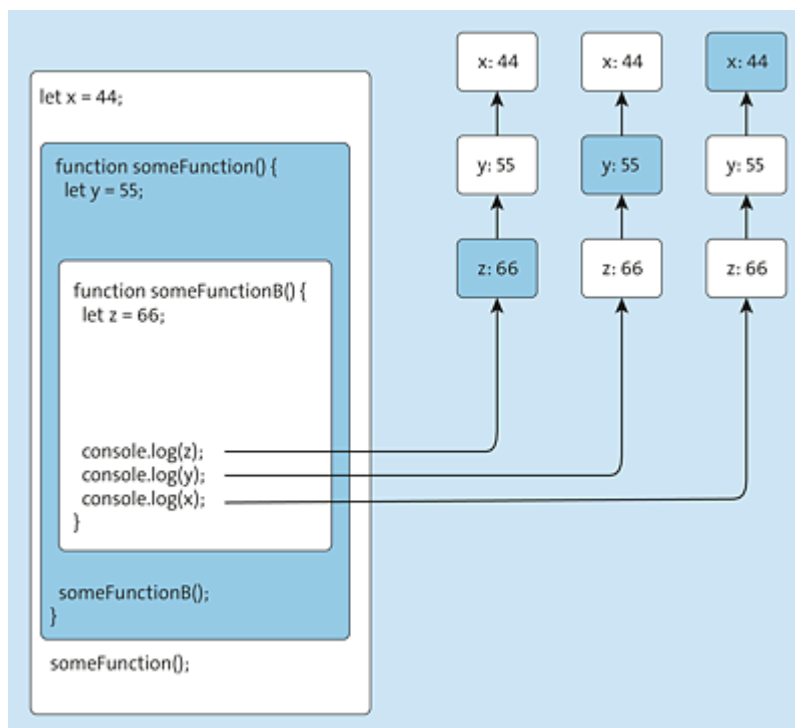 let x = 44;
function someFunction() {
let y = 55;
function someFunctionB() {
let z = 66;
console.log(z);
console.log(y);
console.log(x);
}
someFunctionB();
}
someFunction();
x: 44
x: 44
x: 44
y: 55
y: 55
y: 55
z: 66
z: 66
z: 66